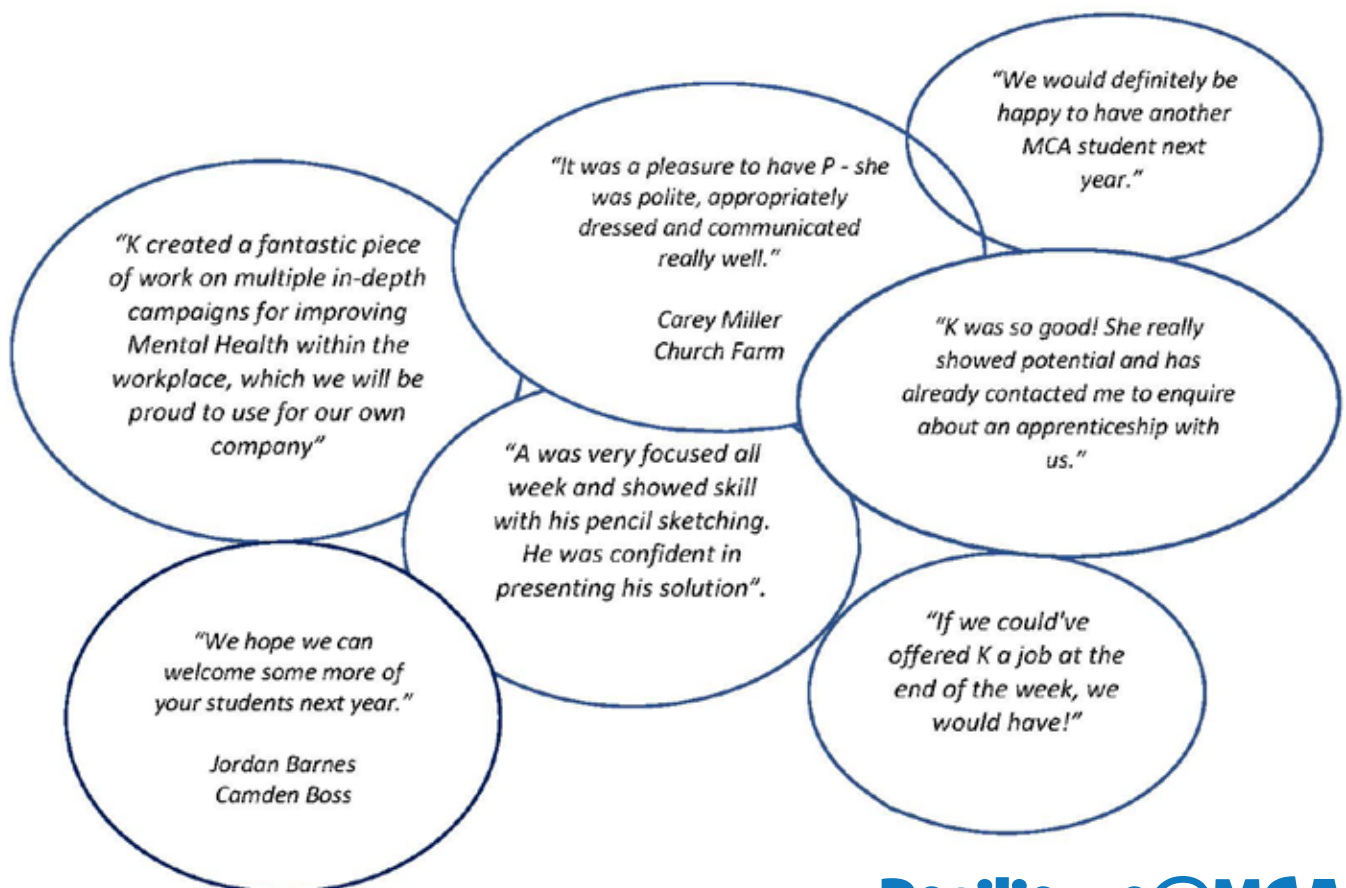 “We would definitely be
happy to have another
MCA student next
year.”
“It was a pleasure to have P - she
was polite, appropriately
dressed and communicated
really well.”
Carey Miller
Church Farm
“K created a fantastic piece
of work on multiple in-depth
campaigns for improving
Mental Health within the
workplace, which we will be
proud to use for our own
company”
“K was so good! She really
showed potential and has
already contacted me to enquire
about an apprenticeship with
us.”
“A was very focused all
week and showed skill
with his pencil sketching.
He was confident in
presenting his solution”.
“We hope we can
welcome some more of
your students next year.”
Jordan Barnes
Camden Boss
“If we could've
offered K a job at the
end of the week, we
would have!”